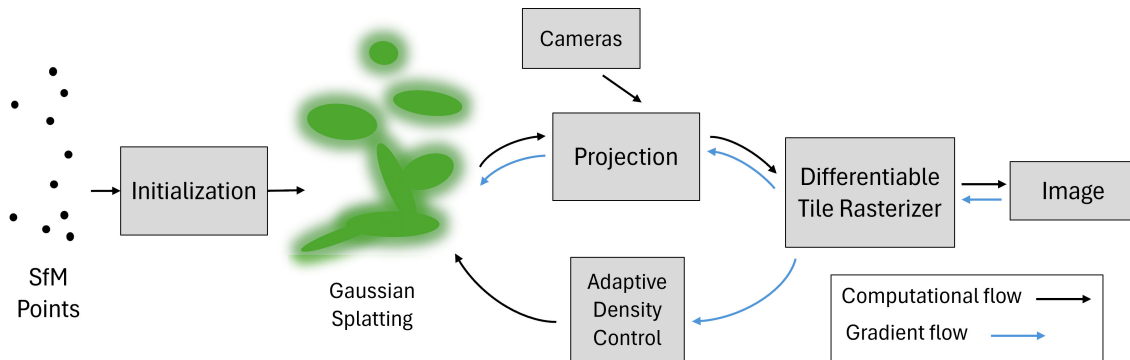 Cameras
Projection
Initialization
Differentiable
Tile Rasterizer
Image
SfM
Points
Gaussian
Splatting
Adaptive
Density
Control
Computational flow
Gradient flow